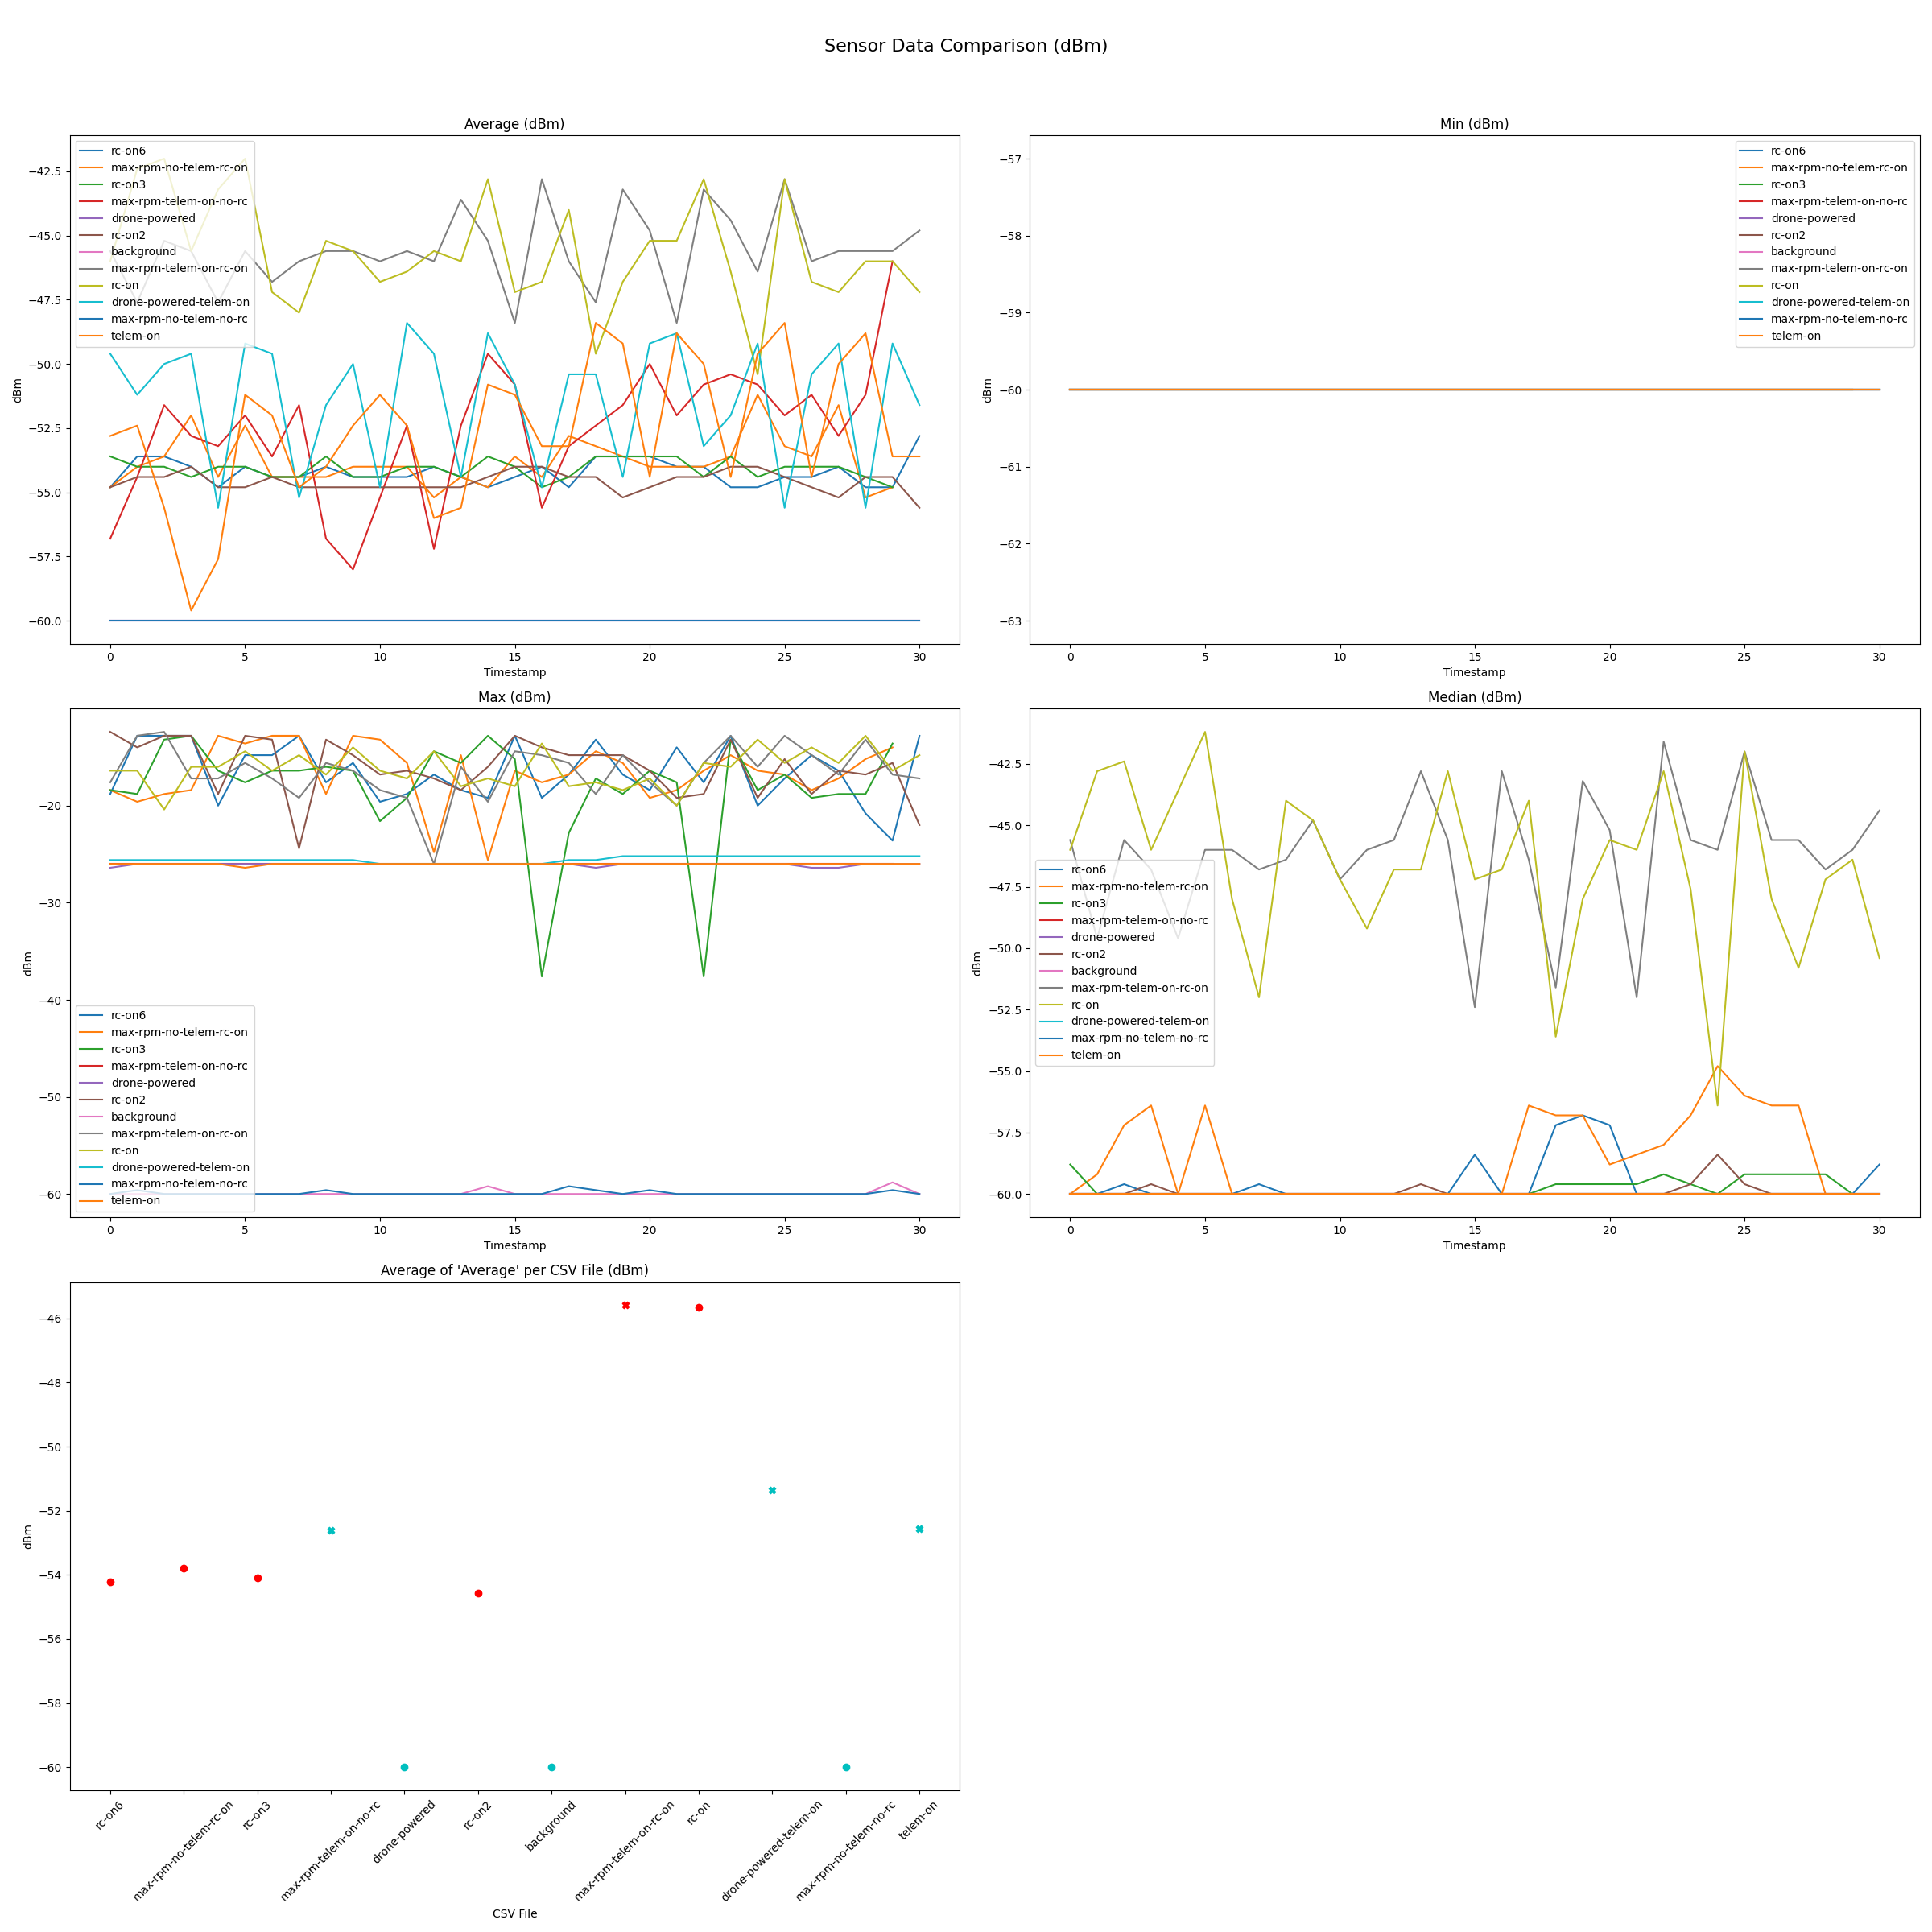 Sensor Data Comparison (dBm)
Average (dBm)
rc-on6
max-rpm-no-telem-rc-on
rc-on3
max-rpm-telem-on-no-rc
drone-powered
rc-on2
background
max-rpm-telem-on-rc-on
rc-on
drone-powered-telem-on
max-rpm-no-telem-no-rc
telem-on
−42.5
−45.0
−47.5
−50.0
−52.5
−55.0
−57.5
−60.0
dBm
0 5 10 15 20 25 30
Timestamp
Min (dBm)
rc-on6
max-rpm-no-telem-rc-on
rc-on3
max-rpm-telem-on-no-rc
drone-powered
rc-on2
background
max-rpm-telem-on-rc-on
rc-on
drone-powered-telem-on
max-rpm-no-telem-no-rc
telem-on
−57
−58
−59
−60
−61
−62
−63
dBm
0 5 10 15 20 25 30
Timestamp
Max (dBm)
−20
−30
−40
−50
−60
dBm
rc-on6
max-rpm-no-telem-rc-on
rc-on3
max-rpm-telem-on-no-rc
drone-powered
rc-on2
background
max-rpm-telem-on-rc-on
rc-on
drone-powered-telem-on
max-rpm-no-telem-no-rc
telem-on
0 5 10 15 20 25 30
Timestamp
Median (dBm)
−42.5
−45.0
−47.5
−50.0
−52.5
−55.0
−57.5
−60.0
dBm
rc-on6
max-rpm-no-telem-rc-on
rc-on3
max-rpm-telem-on-no-rc
drone-powered
rc-on2
background
max-rpm-telem-on-rc-on
rc-on
drone-powered-telem-on
max-rpm-no-telem-no-rc
telem-on
0 5 10 15 20 25 30
Timestamp
Average of 'Average' per CSV File (dBm)
−46
−48
−50
−52
−54
−56
−58
−60
dBm
rc-on6
max-rpm-no-telem-rc-on
rc-on3
max-rpm-telem-on-no-rc
drone-powered
rc-on2
background
max-rpm-telem-on-rc-on
rc-on
drone-powered-telem-on
max-rpm-no-telem-no-rc
telem-on
CSV File